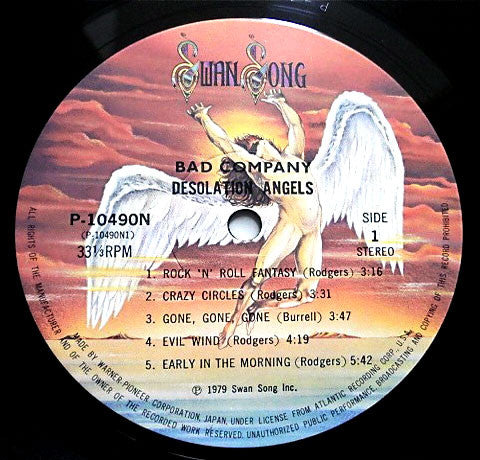 SWAN SONG
BAD COMPANY
DESOLATION ANGELS
P-10490N
(P-10490N1)
33⅓RPM
SIDE
1
STEREO
1. ROCK 'N' ROLL FANTASY (Rodgers) 3:16
2. CRAZY CIRCLES (Rodgers) 3:31
3. GONE, GONE, GONE (Burrell) 3:47
4. EVIL WIND (Rodgers) 4:19
5. EARLY IN THE MORNING (Rodgers) 5:42
℗ 1979 Swan Song Inc.
MADE BY WARNER-PIONEER CORPORATION, JAPAN, UNDER LICENSE FROM ATLANTIC RECORDING CORP., U.S.A.
ALL RIGHTS OF THE MANUFACTURER AND OF THE OWNER OF THE RECORDED WORK RESERVED. UNAUTHORIZED PUBLIC PERFORMANCE, BROADCASTING AND COPYING OF THIS RECORD PROHIBITED